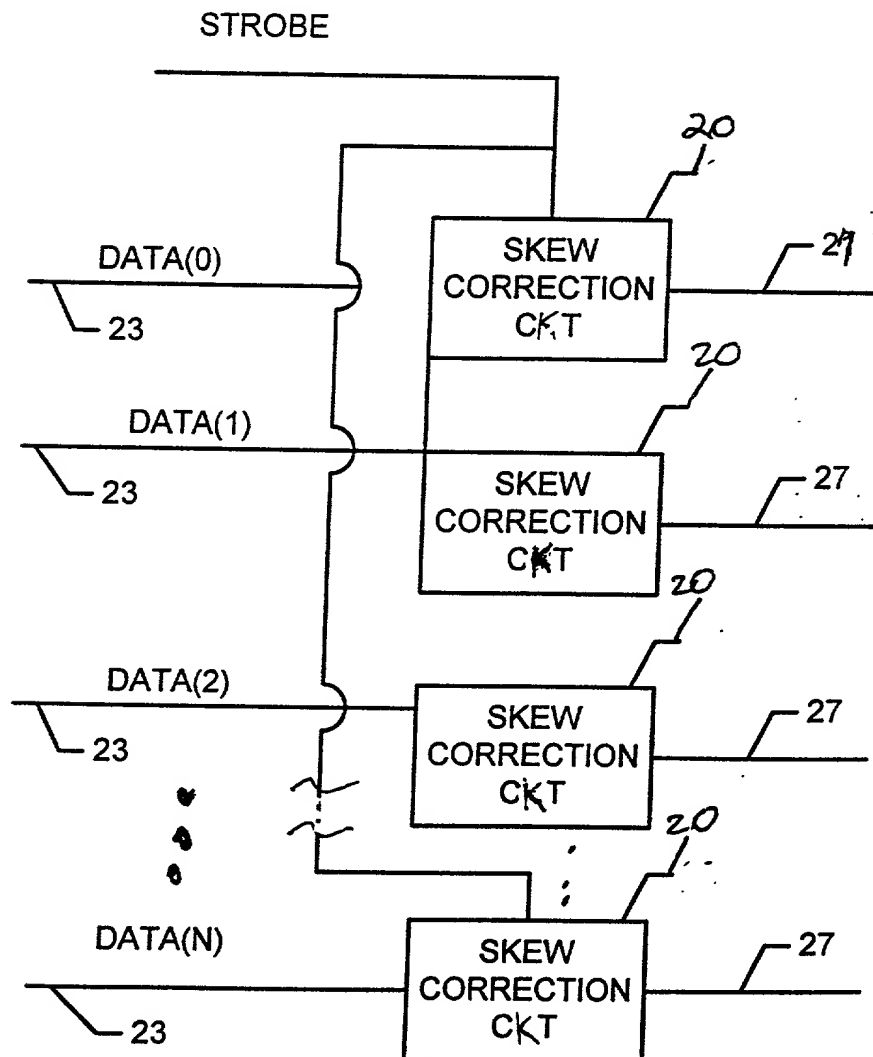 STROBE
20
DATA(0)
SKEW
CORRECTION
CKT
27
23
20
DATA(1)
SKEW
CORRECTION
CKT
27
23
20
DATA(2)
SKEW
CORRECTION
CKT
27
23
20
DATA(N)
SKEW
CORRECTION
CKT
27
23